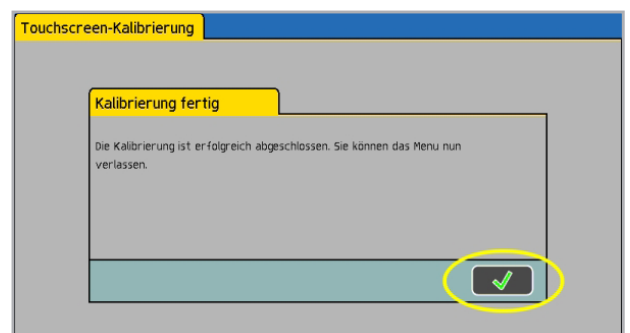 Touchscreen-Kalibrierung
Kalibrierung fertig
Die Kalibrierung ist erfolgreich abgeschlossen. Sie können das Menu nun
verlassen.